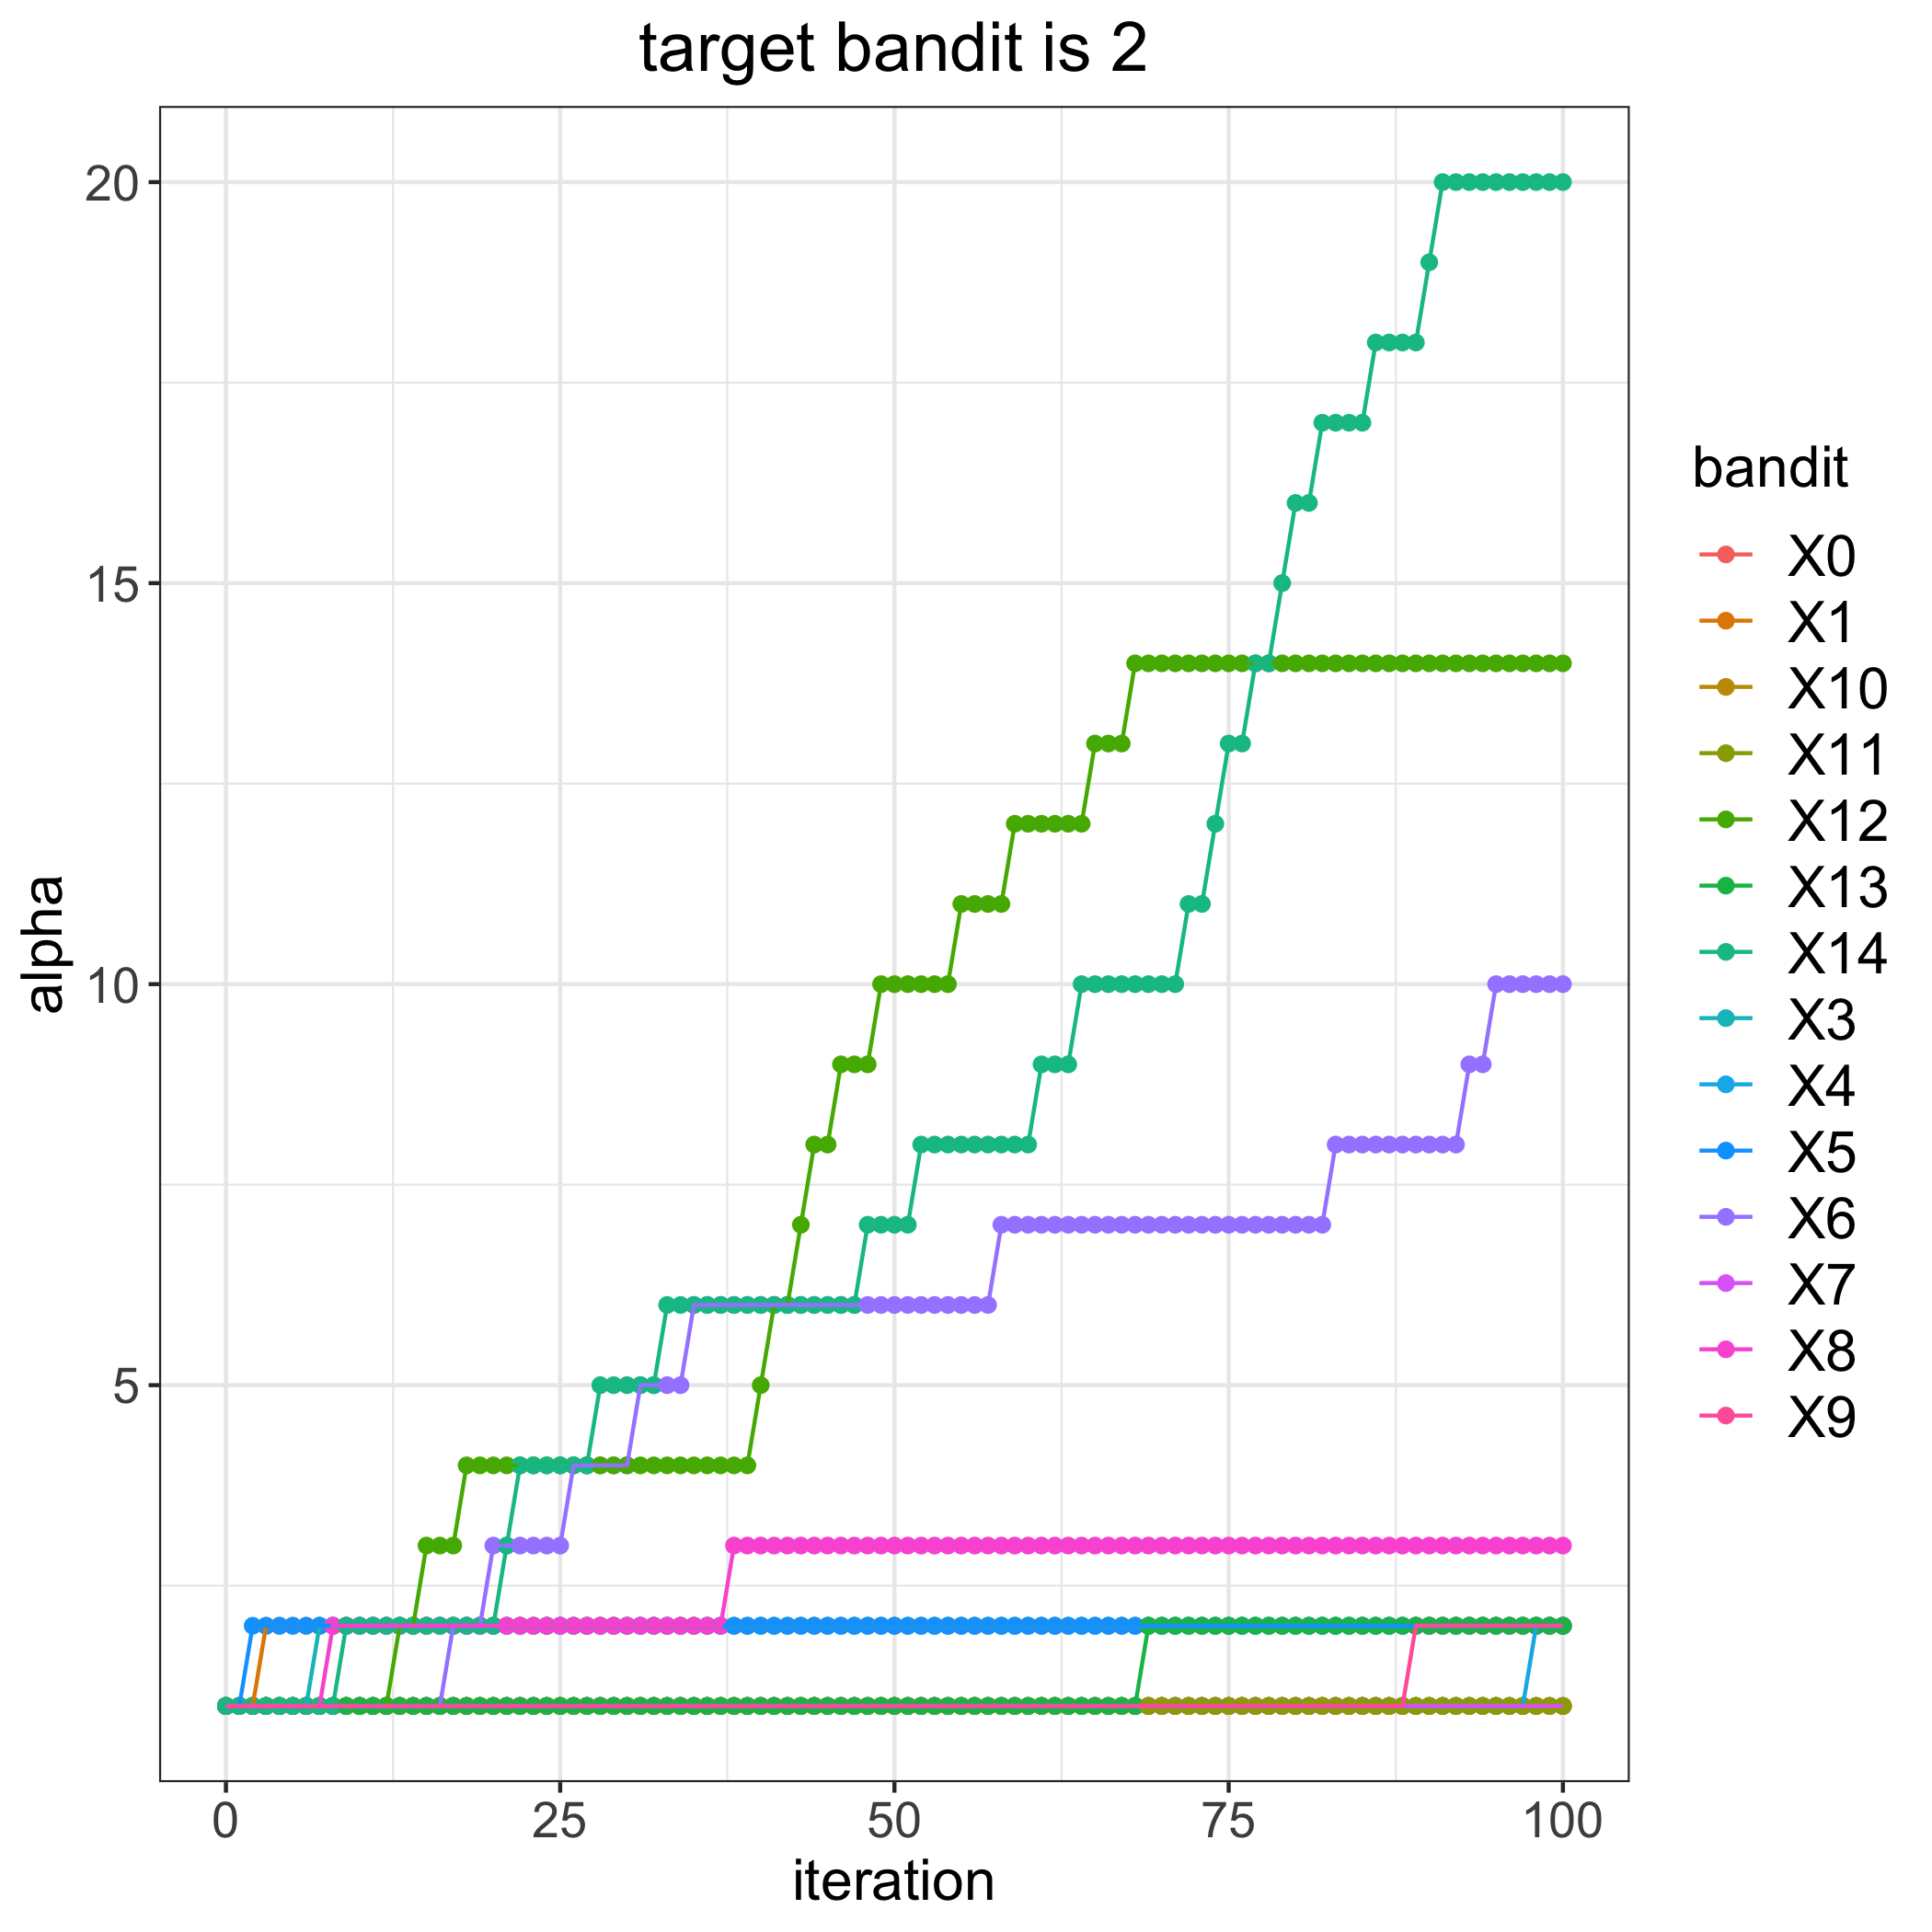 target bandit is 2
20
15
10
5
alpha
0
25
50
75
100
iteration
bandit
X0
X1
X10
X11
X12
X13
X14
X3
X4
X5
X6
X7
X8
X9